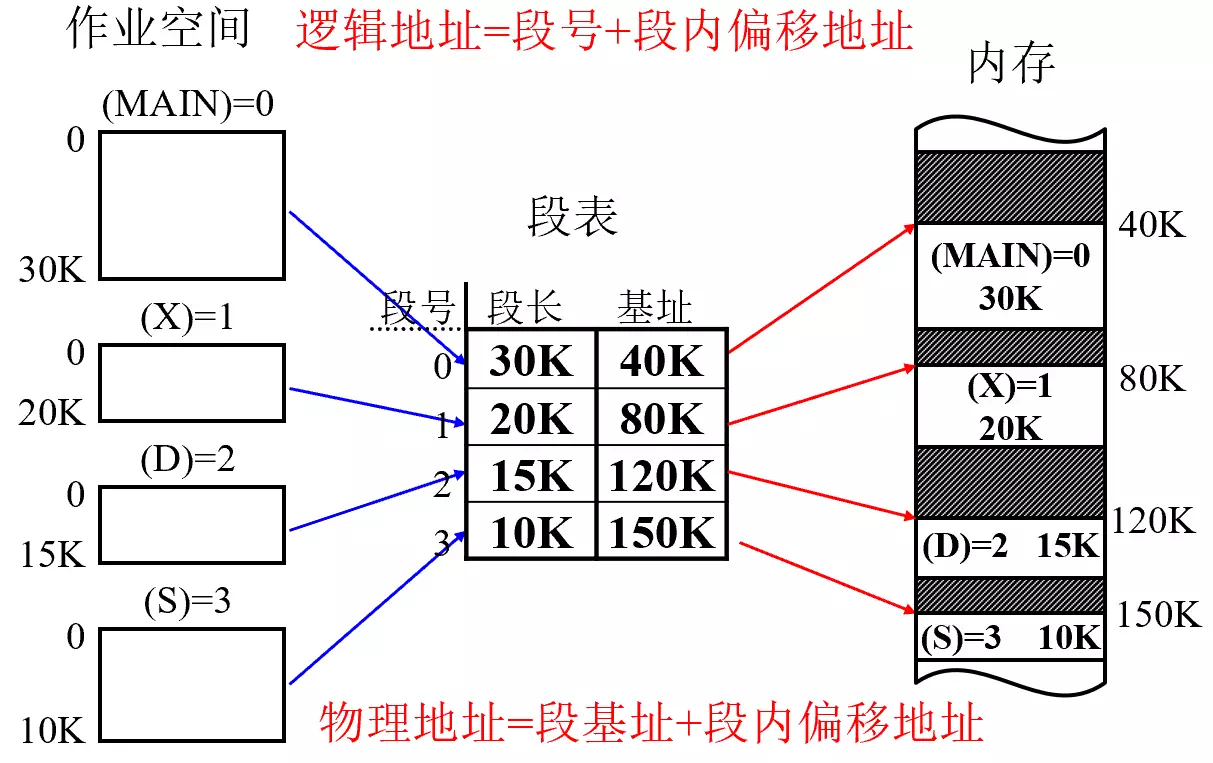 作业空间
逻辑地址=段号+段内偏移地址
内存
(MAIN)=0
0
30K
(X)=1
0
20K
(D)=2
0
15K
(S)=3
0
10K
段表
段号 段长 基址
0 30K 40K
1 20K 80K
2 15K 120K
3 10K 150K
40K
(MAIN)=0
30K
80K
(X)=1
20K
120K
(D)=2 15K
150K
(S)=3 10K
物理地址=段基址+段内偏移地址